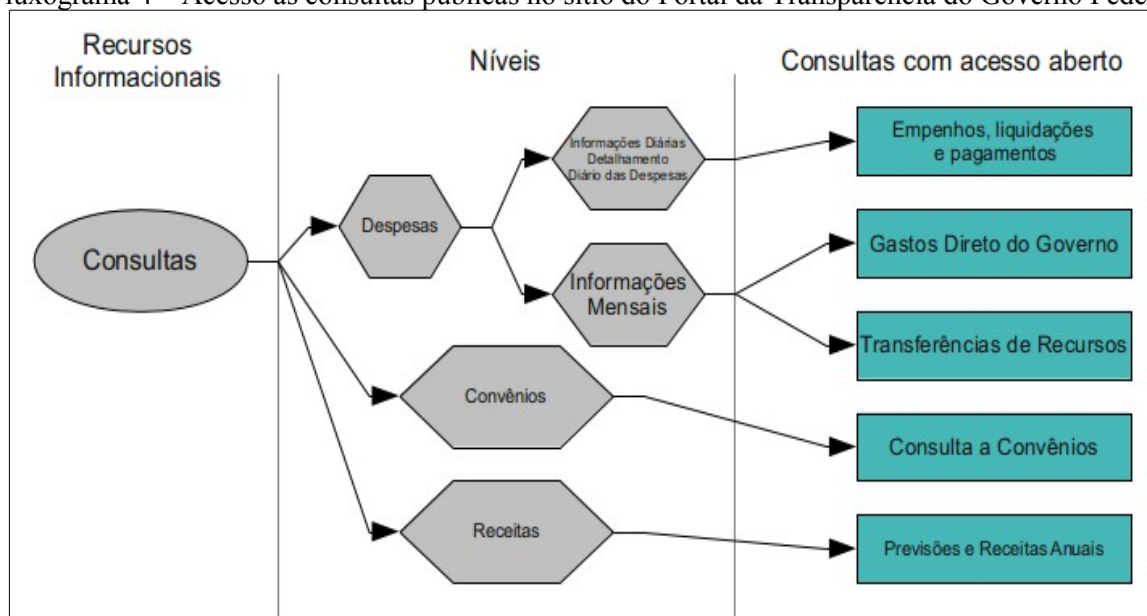 Fluxograma 4 – Acesso às consultas públicas no sítio do Portal da Transparência do Governo
Recursos
Informacionais
Níveis
Consultas com acesso aberto
Consultas
Despesas
Informações Diárias
Detalhamento
Diário das Despesas
Informações
Mensais
Convênios
Receitas
Empenhos, liquidações
e pagamentos
Gastos Direto do Governo
Transferências de Recursos
Consulta a Convênios
Previsões e Receitas Anuais